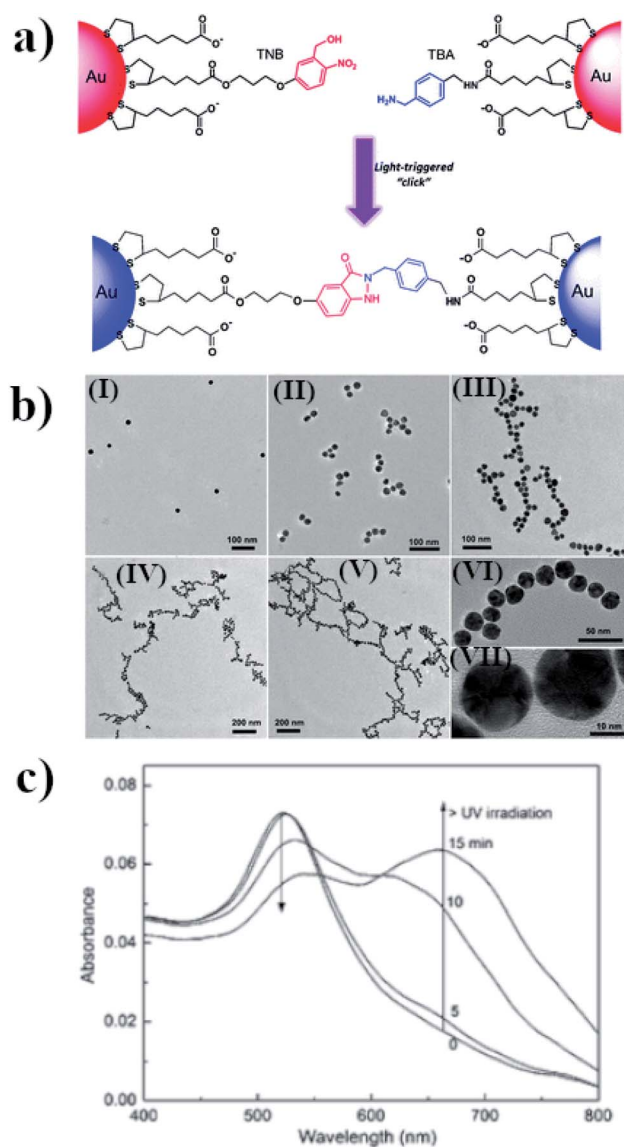 a)
TNB
TBA
OH
NO₂
O
O⁻
Au
S
S
O
O
O
O⁻
H₂N
NH
O
⁻O
Au
Light-triggered
"click"
O
O⁻
Au
S
S
O
O
O
O
N
NH
NH
O
⁻O
Au
b)
(I)
100 nm
(II)
100 nm
(III)
100 nm
(IV)
200 nm
(V)
200 nm
(VI)
50 nm
(VII)
10 nm
c)
0.08
0.06
0.04
0.02
0.00
Absorbance
> UV irradiation
15 min
10
5
0
400
500
600
700
800
Wavelength (nm)